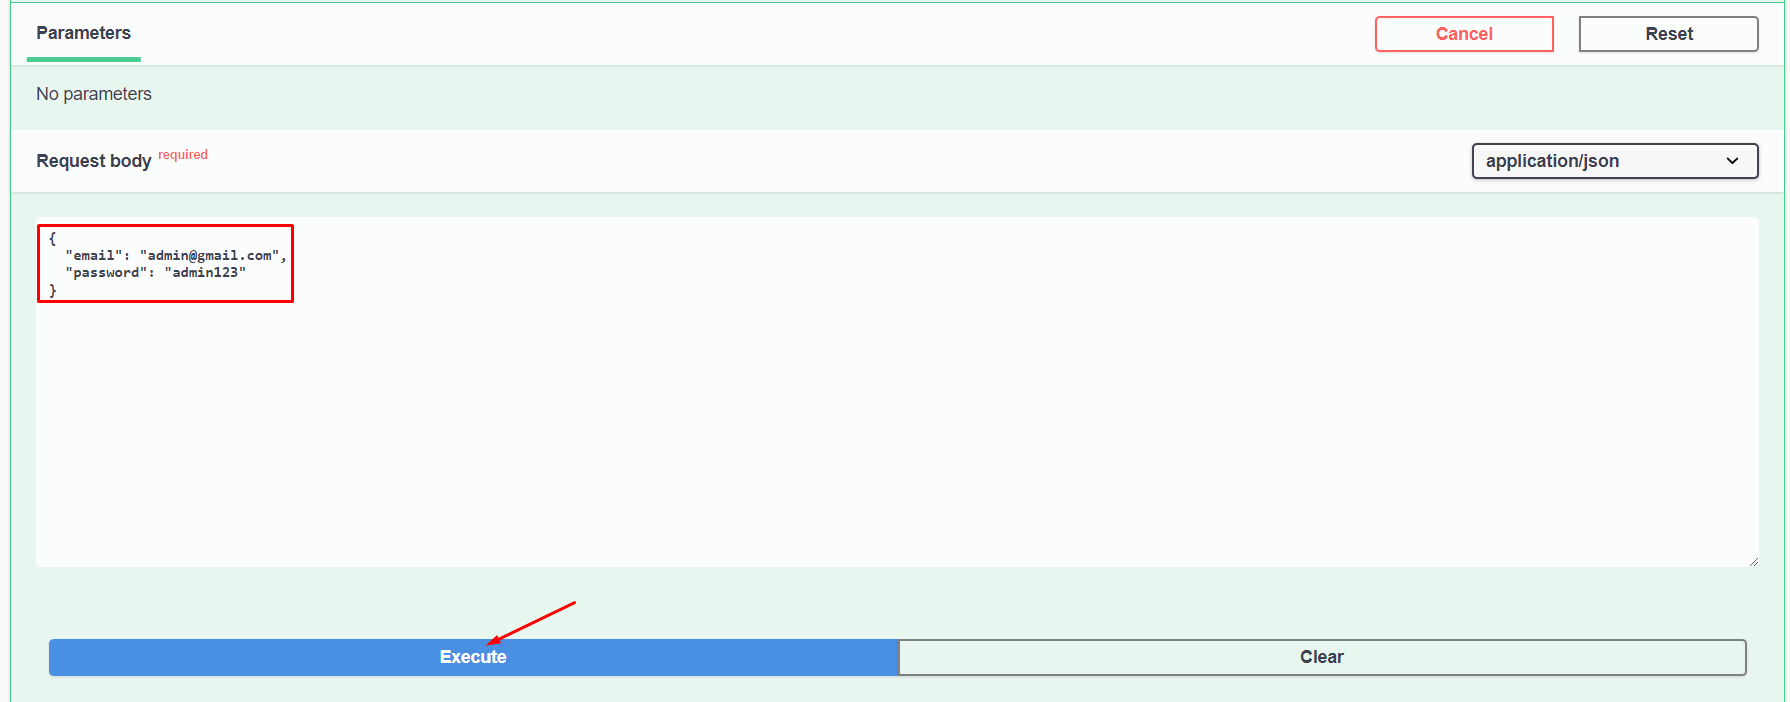 Parameters
Cancel
Reset
No parameters
Request body required
application/json
{
  "email": "admin@gmail.com",
  "password": "admin123"
}
Execute
Clear